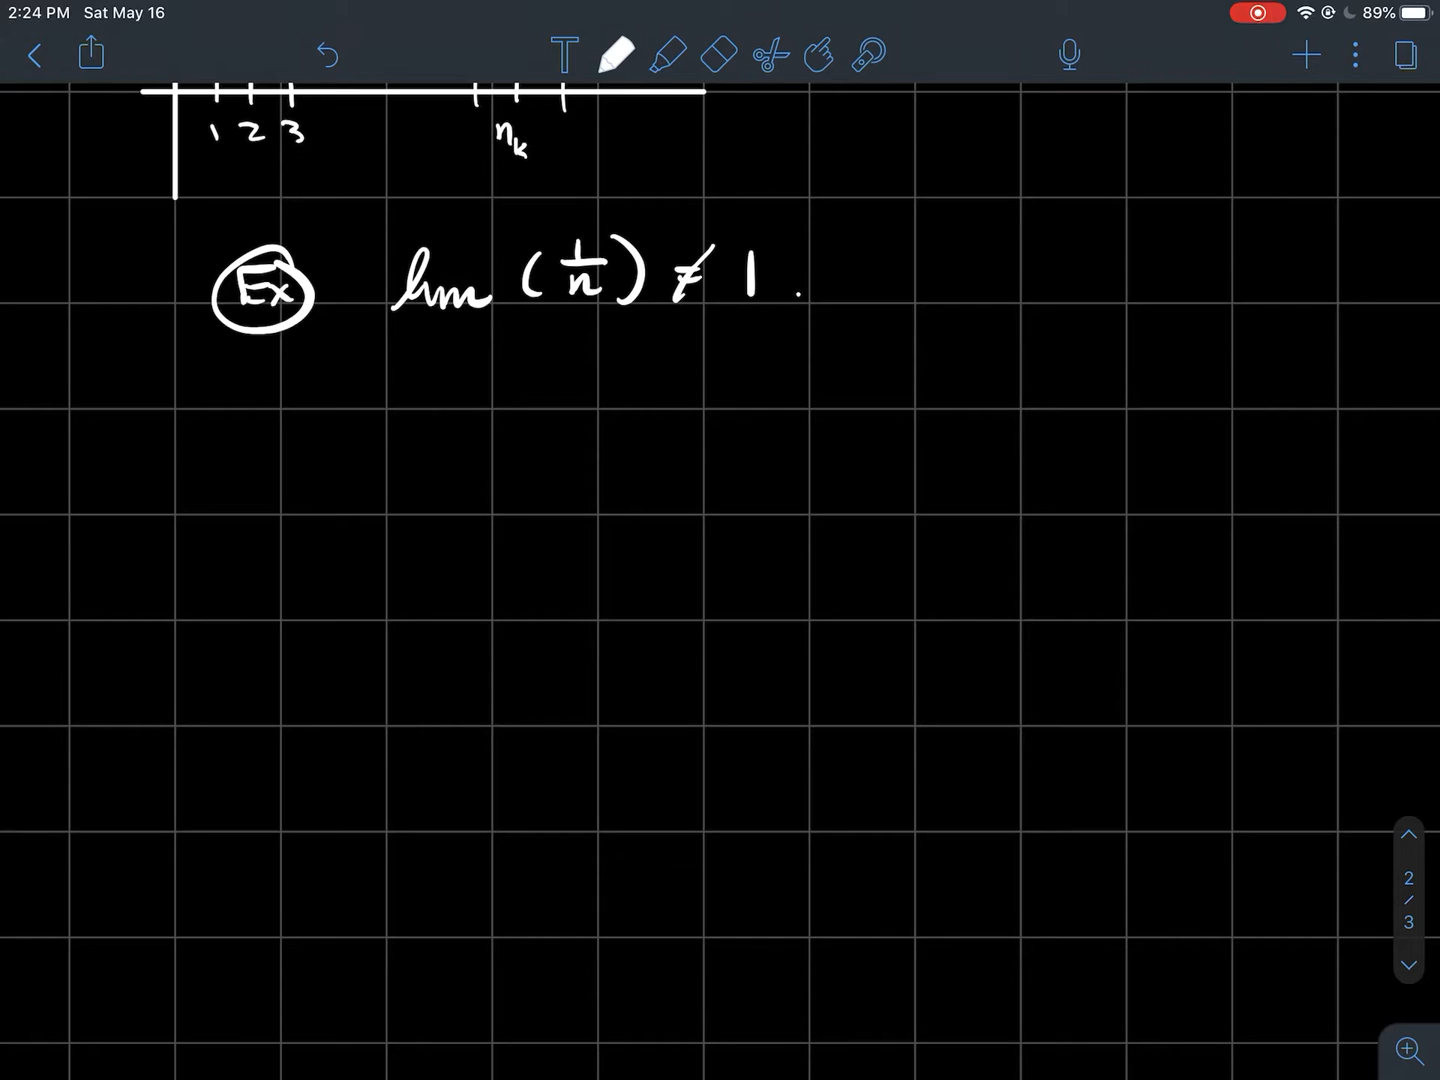 2:24 PM Sat May 16 89%
T
1 2 3 n_k
Ex lim (1/n) ≠ 1.
2
/
3